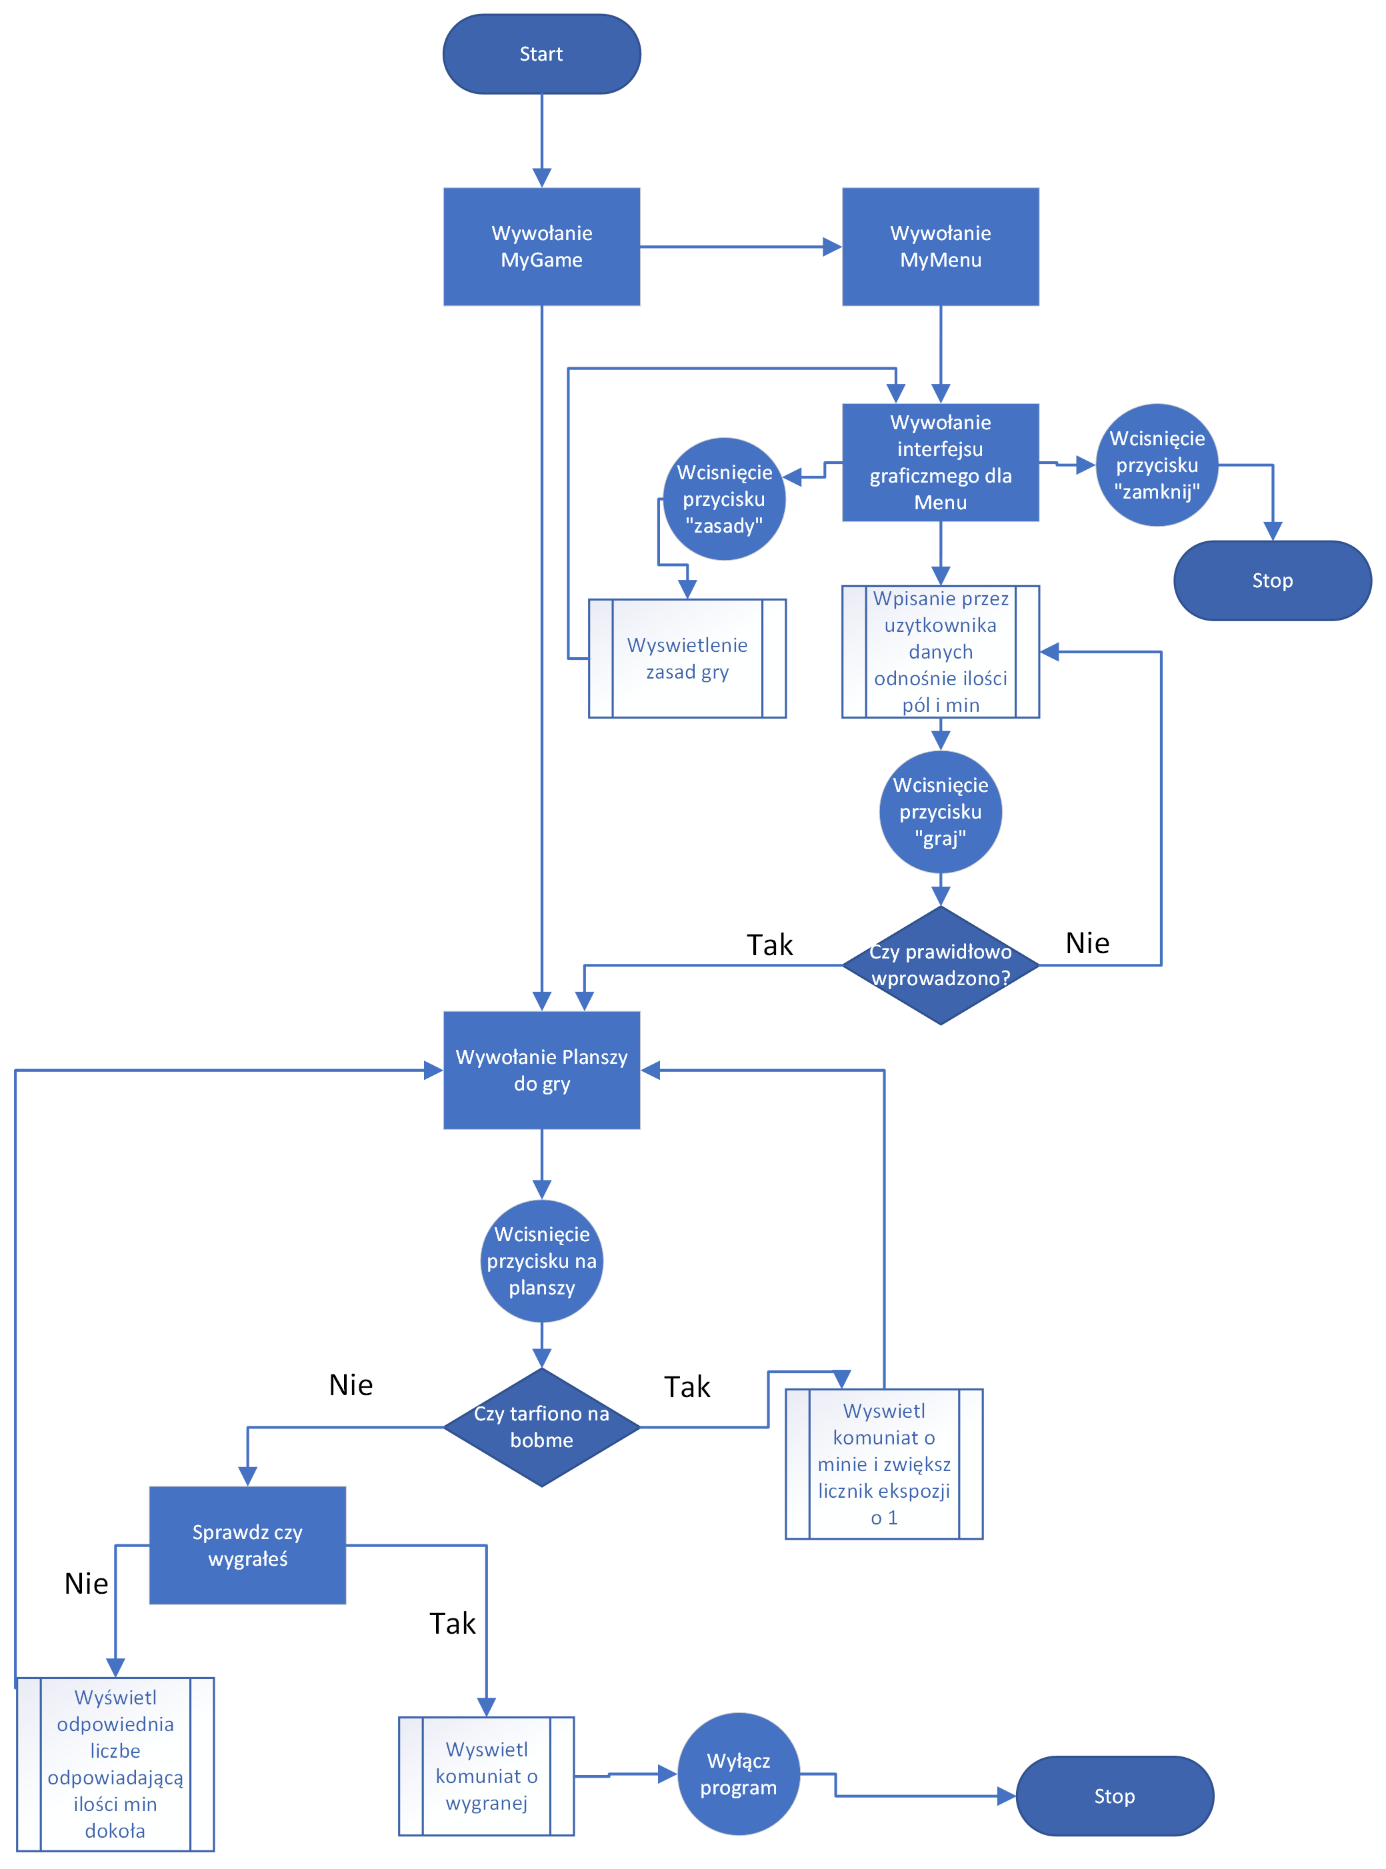 Start
Wywołanie
MyGame
Wywołanie
MyMenu
Wywołanie
interfejsu
graficzmego dla
Menu
Wcisnięcie
przycisku
"zamknij"
Wcisnięcie
przycisku
"zasady"
Stop
Wyswietlenie
zasad gry
Wpisanie przez
uzytkownika
danych
odnośnie ilości
pól i min
Wcisnięcie
przycisku
"graj"
Tak
Czy prawidłowo
wprowadzono?
Nie
Wywołanie Planszy
do gry
Wcisnięcie
przycisku na
planszy
Nie
Czy tarfiono na
bobme
Tak
Wyswietl
komuniat o
minie i zwiększ
licznik ekspozji
o 1
Sprawdz czy
wygrałeś
Nie
Tak
Wyświetl
odpowiednia
liczbe
odpowiadającą
ilości min
dokoła
Wyswietl
komuniat o
wygranej
Wyłącz
program
Stop